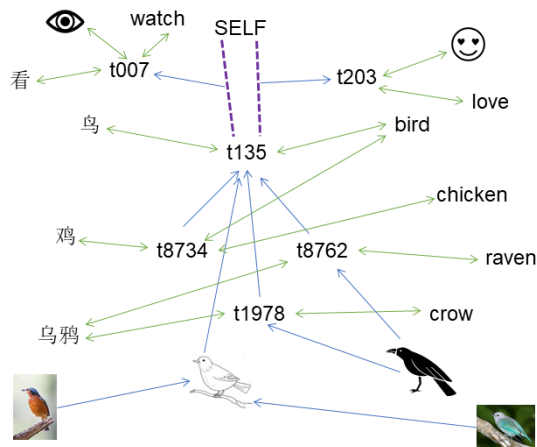 watch
SELF
看
t007
t203
love
鸟
bird
t135
chicken
鸡
t8734
t8762
raven
乌鸦
t1978
crow